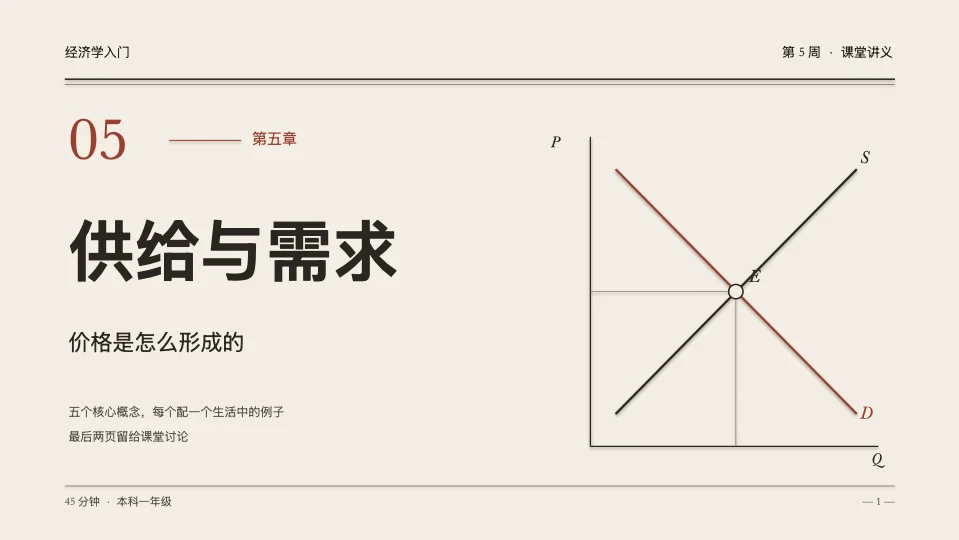 经济学入门
第 5 周 · 课堂讲义
05
第五章
供给与需求
价格是怎么形成的
五个核心概念，每个配一个生活中的例子
最后两页留给课堂讨论
P
S
E
D
Q
45 分钟 · 本科一年级
— 1 —